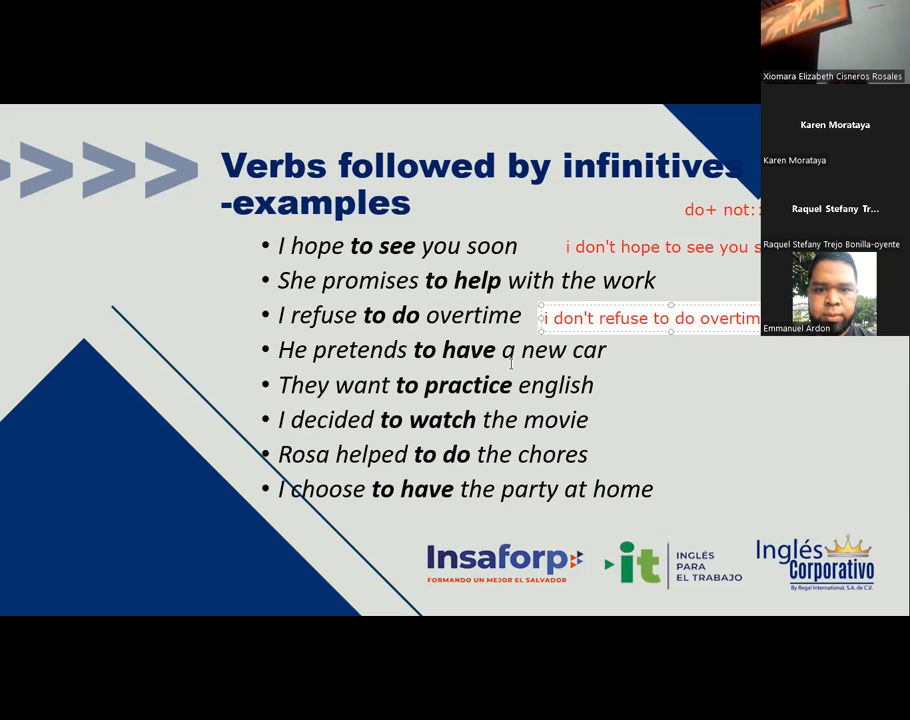 Xiomara Elizabeth Cisneros Rosales
Karen Morataya
Karen Morataya
Raquel Stefany Tr...
Raquel Stefany Trejo Bonilla-oyente
Emmanuel Ardon
>>>>
Verbs followed by infinitives
-examples
do+ not:
• I hope to see you soon
i don't hope to see you s
• She promises to help with the work
• I refuse to do overtime
i don't refuse to do overtim
• He pretends to have a new car
• They want to practice english
• I decided to watch the movie
• Rosa helped to do the chores
• I choose to have the party at home
Insaforp
FORMANDO UN MEJOR EL SALVADOR
it
INGLÉS
PARA
EL TRABAJO
Inglés
Corporativo
By Regal International, S.A. de C.V.